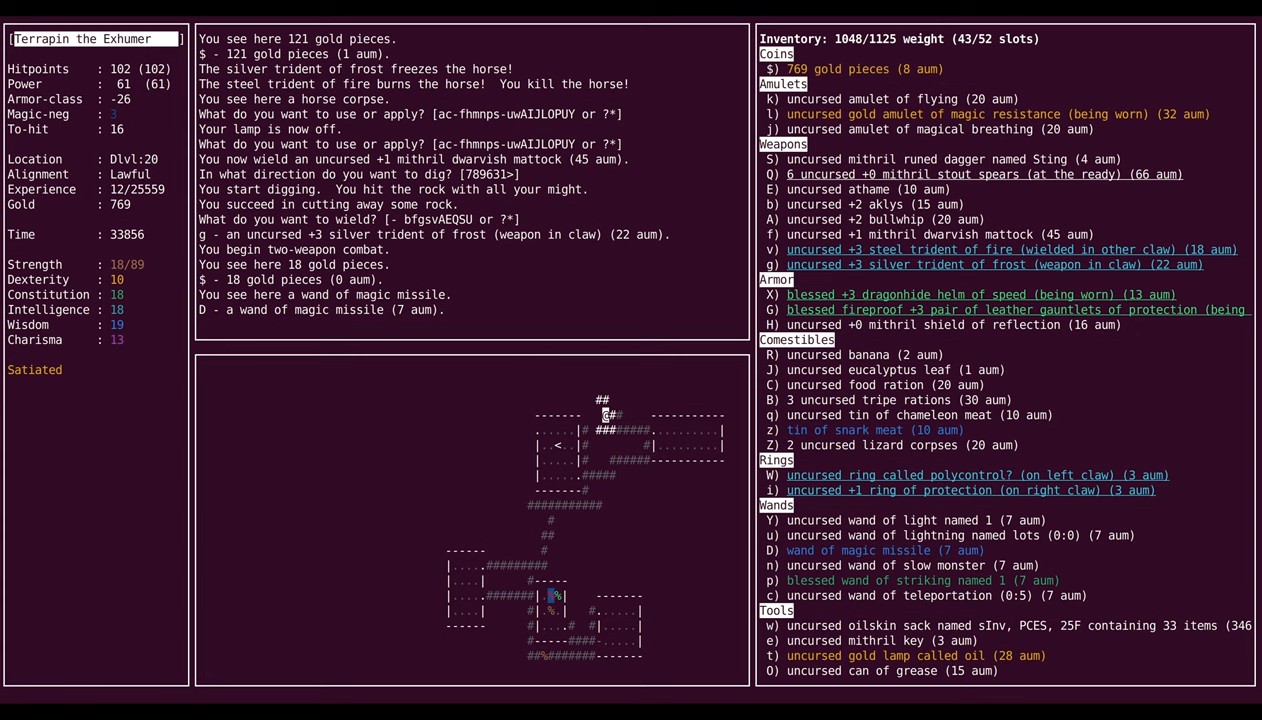 [Terrapin the Exhumer ]
Hitpoints : 102 (102)
Power : 61 (61)
Armor-class : -26
Magic-neg : 3
To-hit : 16
Location : Dlvl:20
Alignment : Lawful
Experience : 12/25559
Gold : 769
Time : 33856
Strength : 18/89
Dexterity : 10
Constitution : 18
Intelligence : 18
Wisdom : 19
Charisma : 13
Satiated
You see here 121 gold pieces.
$ - 121 gold pieces (1 aum).
The silver trident of frost freezes the horse!
The steel trident of fire burns the horse! You kill the horse!
You see here a horse corpse.
What do you want to use or apply? [ac-fhmnps-uwAIJLOPUY or ?*]
Your lamp is now off.
What do you want to use or apply? [ac-fhmnps-uwAIJLOPUY or ?*]
You now wield an uncursed +1 mithril dwarvish mattock (45 aum).
In what direction do you want to dig? [789631>]
You start digging. You hit the rock with all your might.
You succeed in cutting away some rock.
What do you want to wield? [- bfgsvAEQSU or ?*]
g - an uncursed +3 silver trident of frost (weapon in claw) (22 aum).
You begin two-weapon combat.
You see here 18 gold pieces.
$ - 18 gold pieces (0 aum).
You see here a wand of magic missile.
D - a wand of magic missile (7 aum).
##
------- @## -----------
.....|# ########.........|
|..<..|# #|........|
|.....|# ######-----------
|.....#####
-------#
###########
#
##
------ #
|....#########
|....| #-----
|.....#######|.%%| ------
|....| #|.%.| #.....|
------ #|....# #|....|
#-----####-.....|
##%#######------
Inventory: 1048/1125 weight (43/52 slots)
Coins
$) 769 gold pieces (8 aum)
Amulets
k) uncursed amulet of flying (20 aum)
l) uncursed gold amulet of magic resistance (being worn) (32 aum)
j) uncursed amulet of magical breathing (20 aum)
Weapons
S) uncursed mithril runed dagger named Sting (4 aum)
Q) 6 uncursed +0 mithril stout spears (at the ready) (66 aum)
E) uncursed athame (10 aum)
b) uncursed +2 aklys (15 aum)
A) uncursed +2 bullwhip (20 aum)
f) uncursed +1 mithril dwarvish mattock (45 aum)
v) uncursed +3 steel trident of fire (wielded in other claw) (18 aum)
g) uncursed +3 silver trident of frost (weapon in claw) (22 aum)
Armor
X) blessed +3 dragonhide helm of speed (being worn) (13 aum)
G) blessed fireproof +3 pair of leather gauntlets of protection (being
H) uncursed +0 mithril shield of reflection (16 aum)
Comestibles
R) uncursed banana (2 aum)
J) uncursed eucalyptus leaf (1 aum)
C) uncursed food ration (20 aum)
B) 3 uncursed tripe rations (30 aum)
q) uncursed tin of chameleon meat (10 aum)
z) tin of snark meat (10 aum)
Z) 2 uncursed lizard corpses (20 aum)
Rings
W) uncursed ring called polycontrol? (on left claw) (3 aum)
i) uncursed +1 ring of protection (on right claw) (3 aum)
Wands
Y) uncursed wand of light named 1 (7 aum)
u) uncursed wand of lightning named lots (0:0) (7 aum)
D) wand of magic missile (7 aum)
n) uncursed wand of slow monster (7 aum)
p) blessed wand of striking named 1 (7 aum)
c) uncursed wand of teleportation (0:5) (7 aum)
Tools
w) uncursed oilskin sack named sInv, PCES, 25F containing 33 items (346
e) uncursed mithril key (3 aum)
t) uncursed gold lamp called oil (28 aum)
O) uncursed can of grease (15 aum)